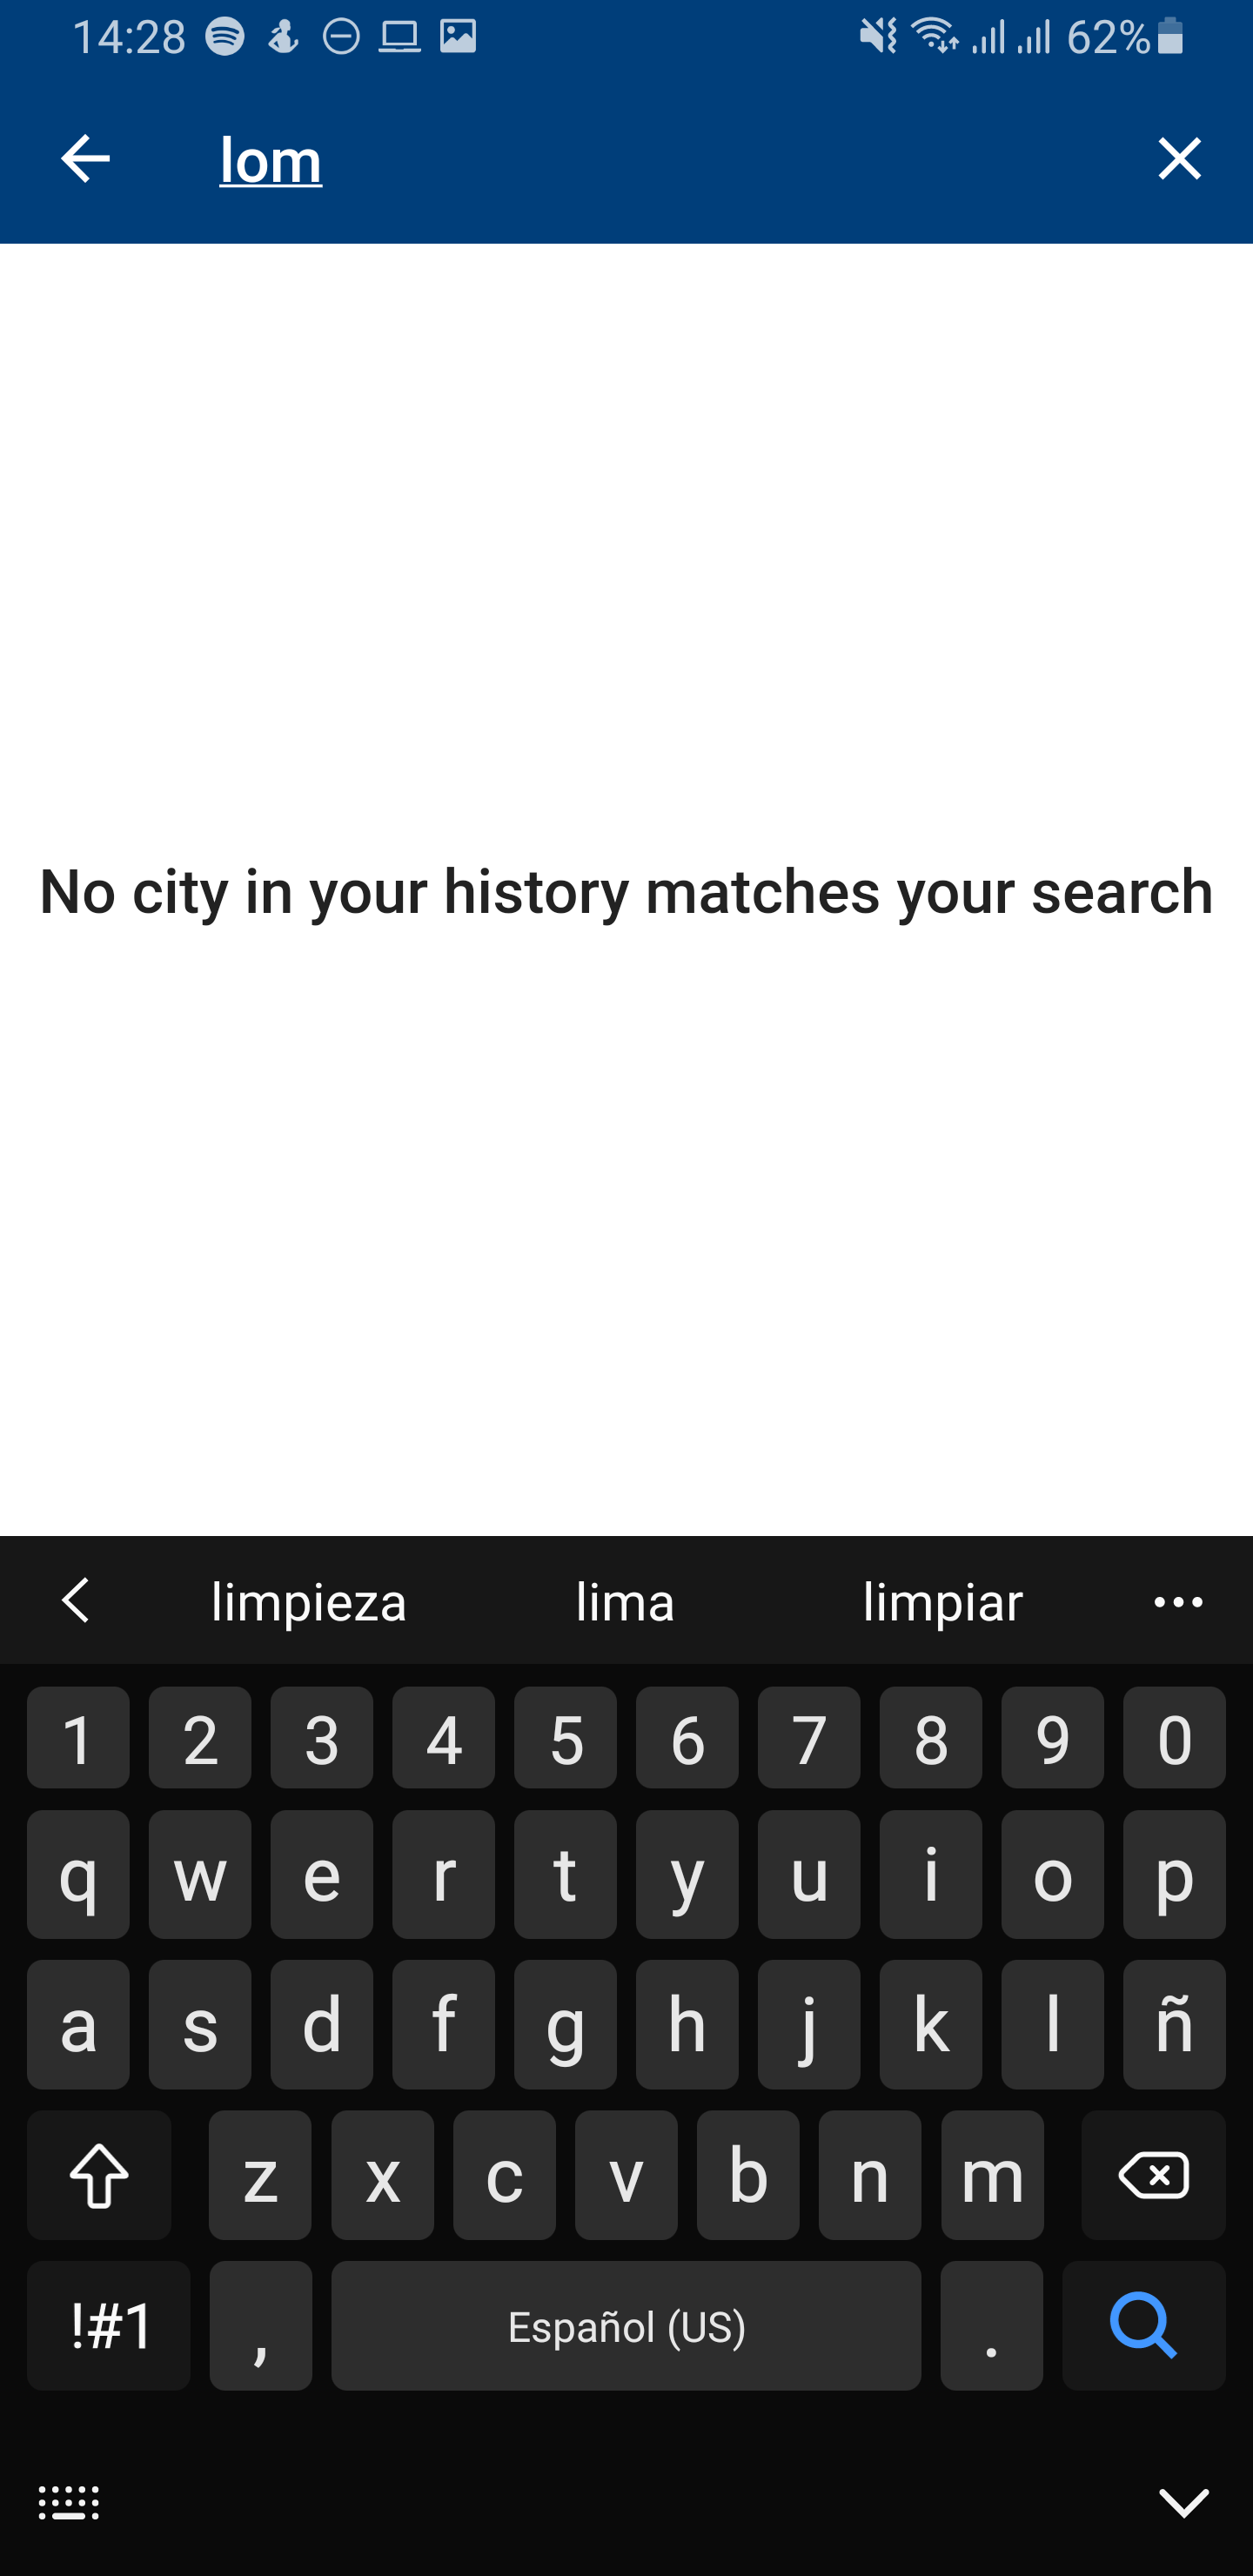 14:28 62%
lom
No city in your history matches your search
limpieza lima limpiar
1 2 3 4 5 6 7 8 9 0
q w e r t y u i o p
a s d f g h j k l ñ
z x c v b n m
!#1 , Español (US) .